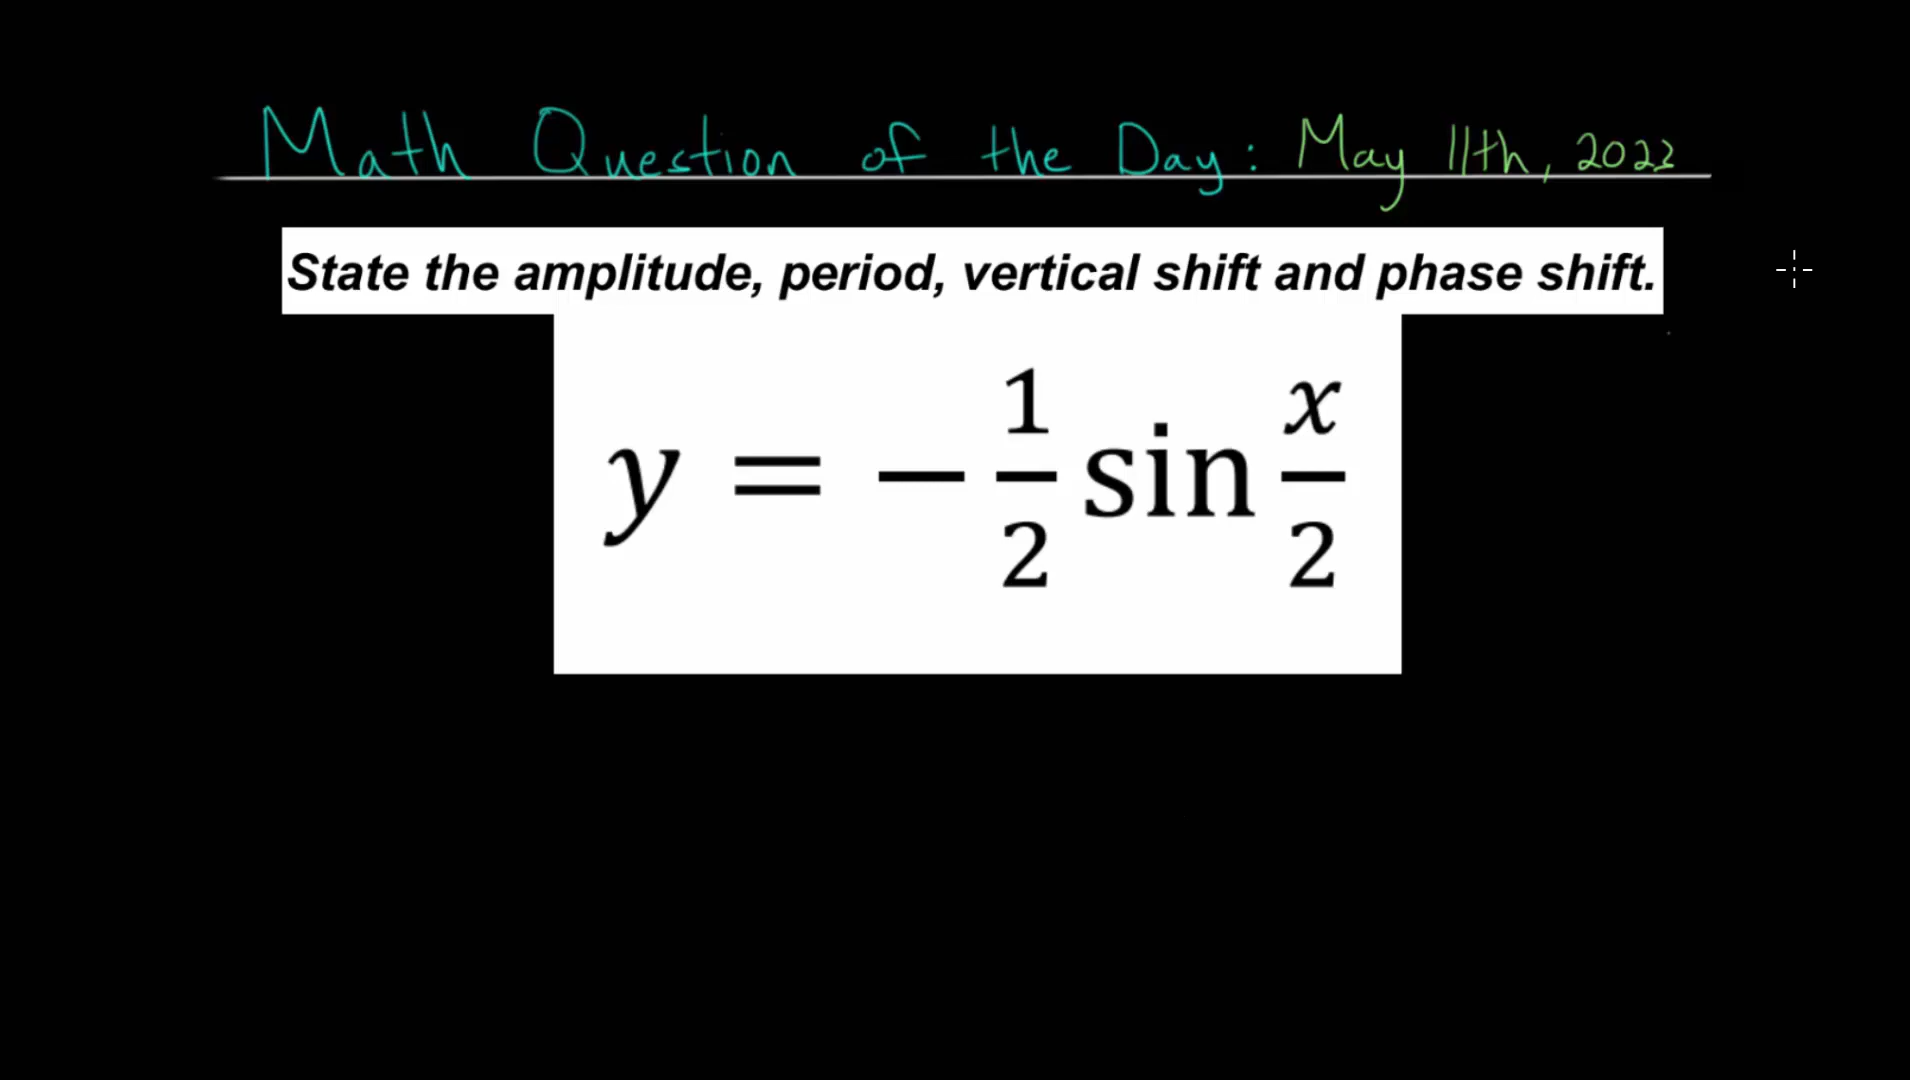 Math Question of the Day: May 11th, 2023
State the amplitude, period, vertical shift and phase shift.
y = −1/2 sin x/2